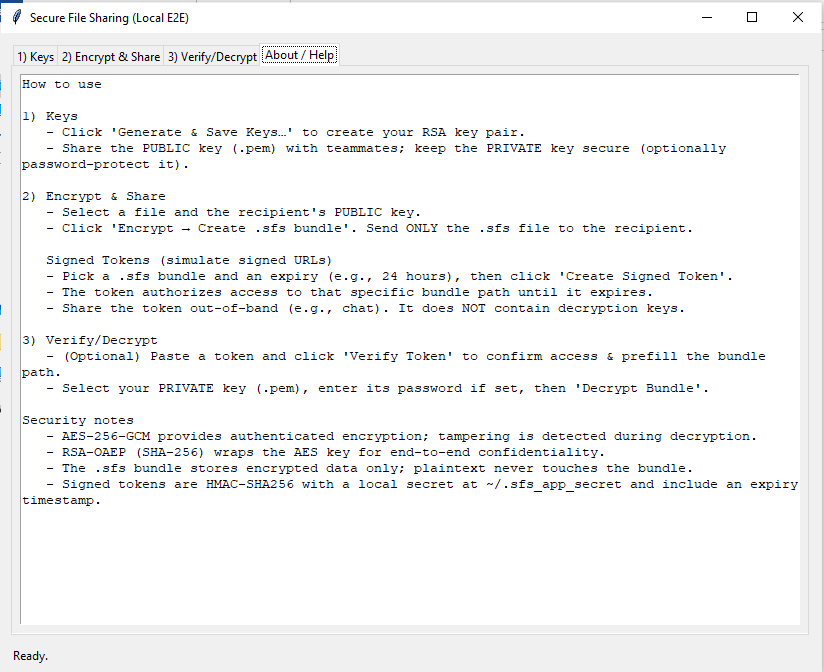 Secure File Sharing (Local E2E)
1) Keys 2) Encrypt & Share 3) Verify/Decrypt About / Help
How to use
1) Keys
- Click 'Generate & Save Keys…' to create your RSA key pair.
- Share the PUBLIC key (.pem) with teammates; keep the PRIVATE key secure (optionally
password-protect it).
2) Encrypt & Share
- Select a file and the recipient's PUBLIC key.
- Click 'Encrypt → Create .sfs bundle'. Send ONLY the .sfs file to the recipient.
Signed Tokens (simulate signed URLs)
- Pick a .sfs bundle and an expiry (e.g., 24 hours), then click 'Create Signed Token'.
- The token authorizes access to that specific bundle path until it expires.
- Share the token out-of-band (e.g., chat). It does NOT contain decryption keys.
3) Verify/Decrypt
- (Optional) Paste a token and click 'Verify Token' to confirm access & prefill the bundle
path.
- Select your PRIVATE key (.pem), enter its password if set, then 'Decrypt Bundle'.
Security notes
- AES-256-GCM provides authenticated encryption; tampering is detected during decryption.
- RSA-OAEP (SHA-256) wraps the AES key for end-to-end confidentiality.
- The .sfs bundle stores encrypted data only; plaintext never touches the bundle.
- Signed tokens are HMAC-SHA256 with a local secret at ~/.sfs_app_secret and include an expiry
timestamp.
Ready.